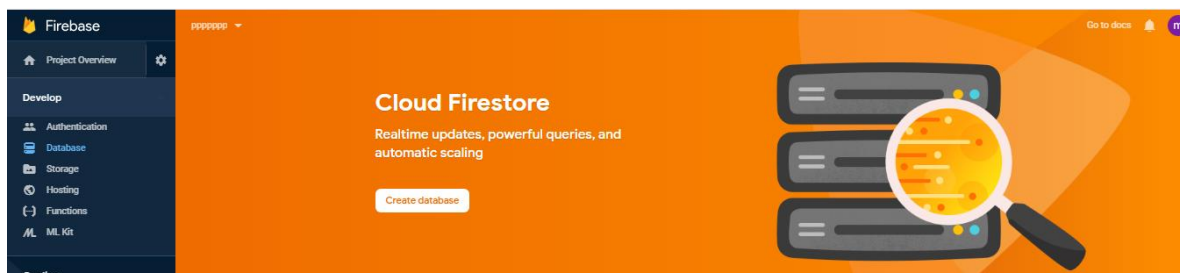 Firebase
ppppppp
Go to docs
m
Project Overview
Develop
Authentication
Database
Storage
Hosting
Functions
ML Kit
Cloud Firestore
Realtime updates, powerful queries, and
automatic scaling
Create database